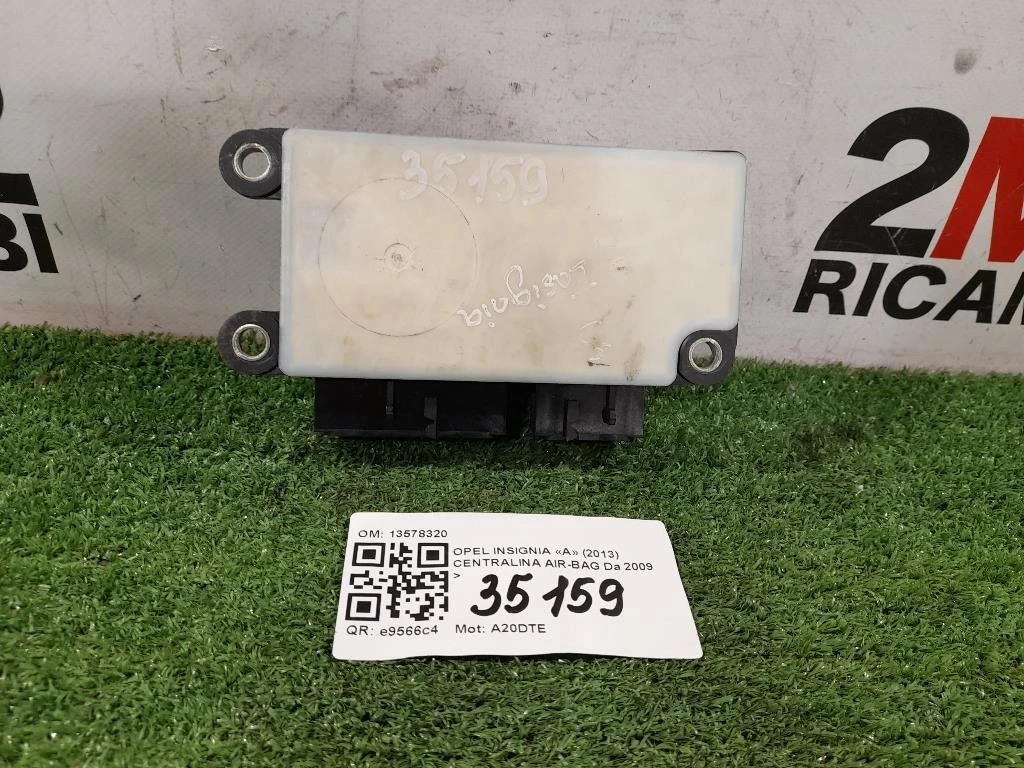 35159
Insignia
2
BI
2M
RICAM
OM: 13578320
OPEL INSIGNIA «A» (2013)
CENTRALINA AIR-BAG Da 2009
>
35159
QR: e9566c4 Mot: A20DTE